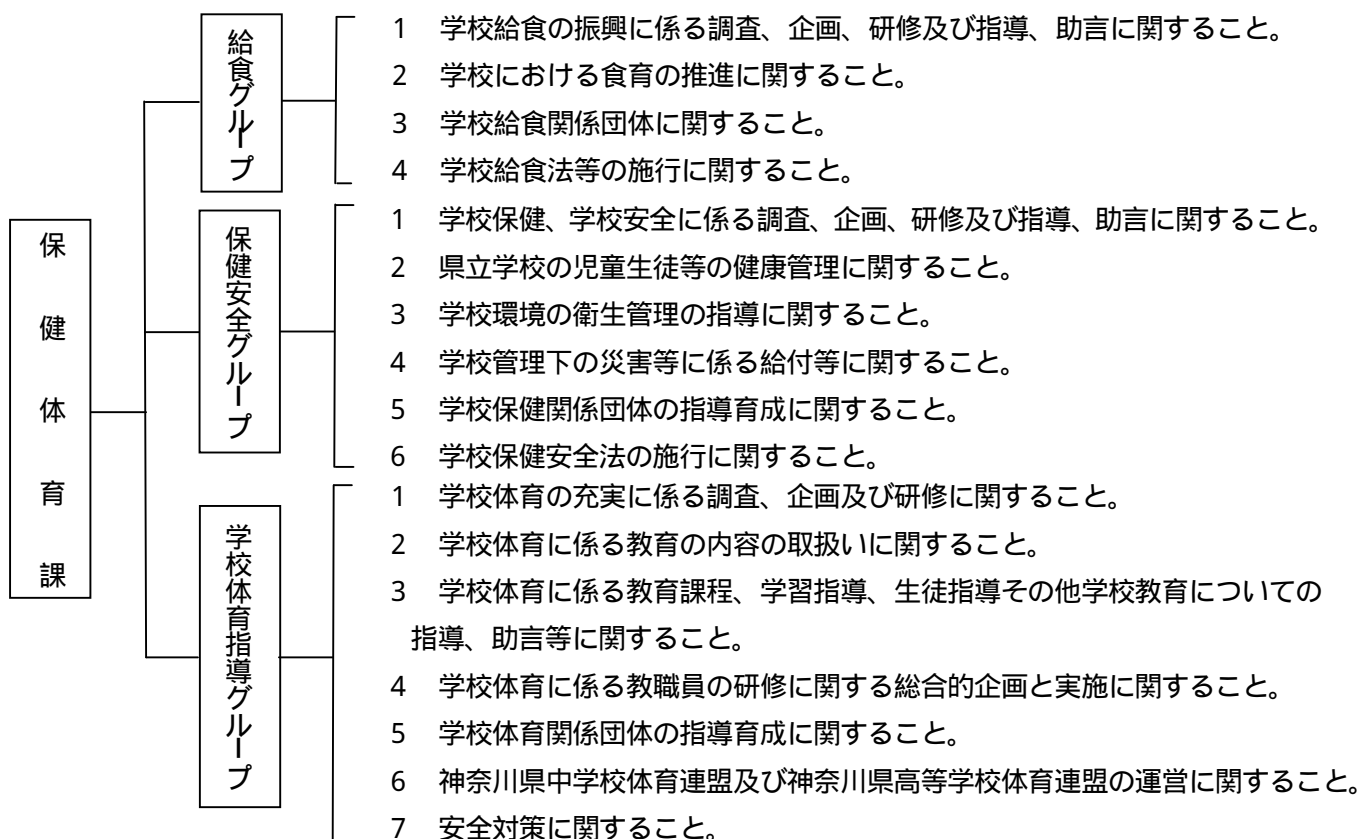 保健体育課
給食グループ
1 学校給食の振興に係る調査、企画、研修及び指導、助言に関すること。
2 学校における食育の推進に関すること。
3 学校給食関係団体に関すること。
4 学校給食法等の施行に関すること。
保健安全グループ
1 学校保健、学校安全に係る調査、企画、研修及び指導、助言に関すること。
2 県立学校の児童生徒等の健康管理に関すること。
3 学校環境の衛生管理の指導に関すること。
4 学校管理下の災害等に係る給付等に関すること。
5 学校保健関係団体の指導育成に関すること。
6 学校保健安全法の施行に関すること。
学校体育指導グループ
1 学校体育の充実に係る調査、企画及び研修に関すること。
2 学校体育に係る教育の内容の取扱いに関すること。
3 学校体育に係る教育課程、学習指導、生徒指導その他学校教育についての
指導、助言等に関すること。
4 学校体育に係る教職員の研修に関する総合的企画と実施に関すること。
5 学校体育関係団体の指導育成に関すること。
6 神奈川県中学校体育連盟及び神奈川県高等学校体育連盟の運営に関すること。
7 安全対策に関すること。